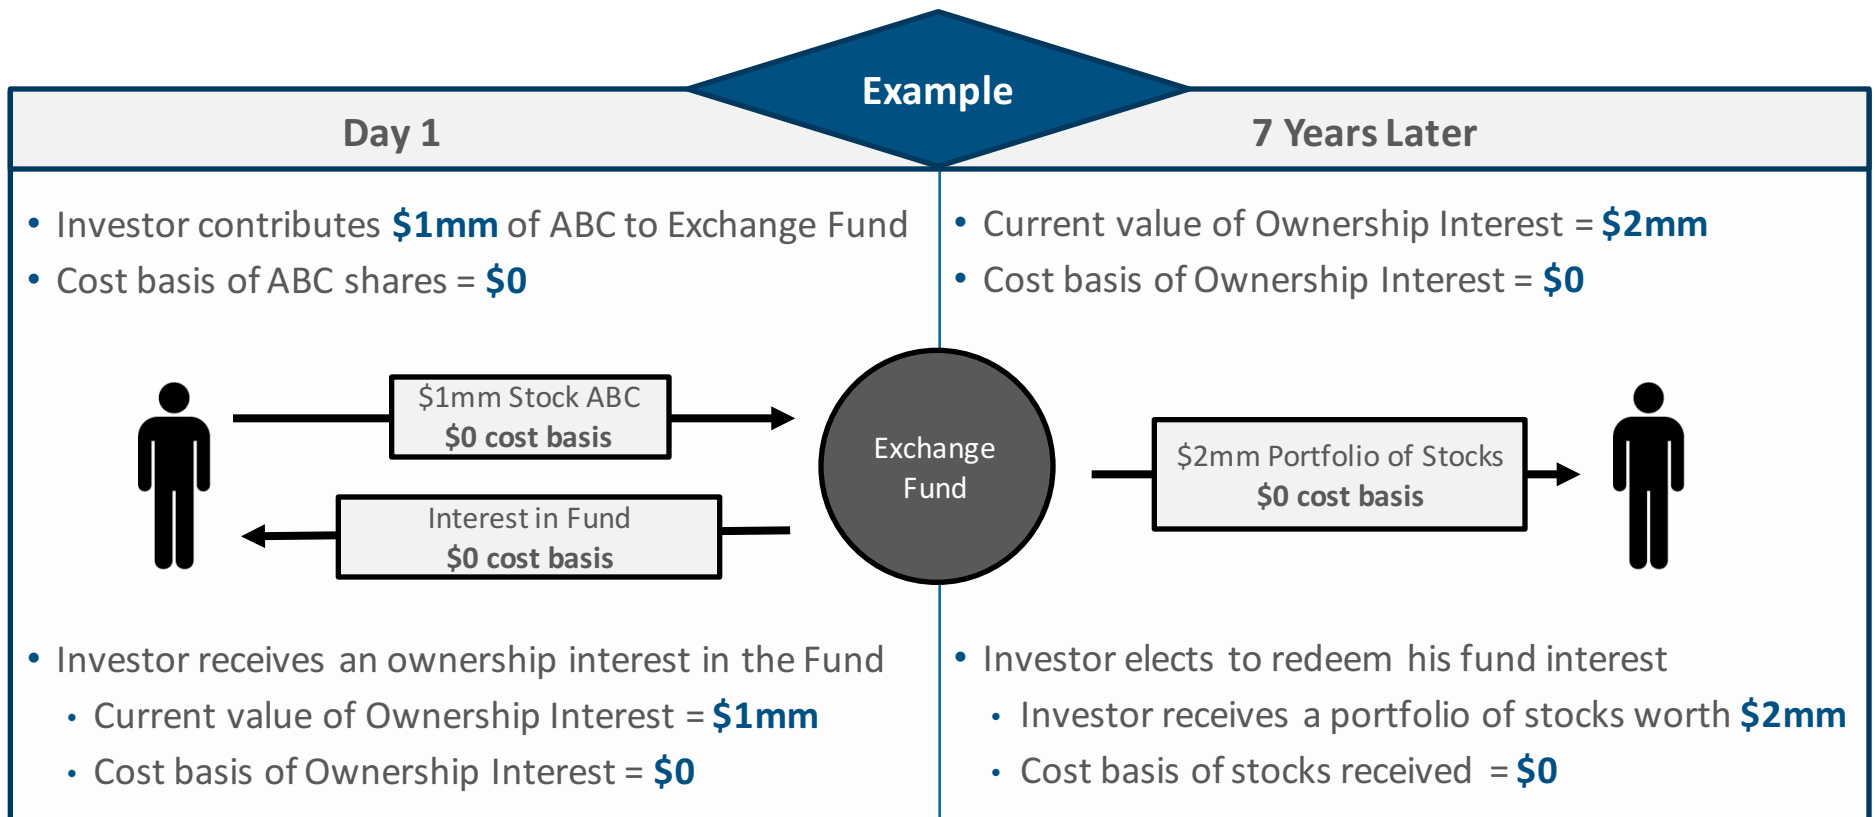 Example
Day 1
7 Years Later
• Investor contributes $1mm of ABC to Exchange Fund
• Cost basis of ABC shares = $0
$1mm Stock ABC
$0 cost basis
Interest in Fund
$0 cost basis
• Investor receives an ownership interest in the Fund
• Current value of Ownership Interest = $1mm
• Cost basis of Ownership Interest = $0
Exchange
Fund
• Current value of Ownership Interest = $2mm
• Cost basis of Ownership Interest = $0
$2mm Portfolio of Stocks
$0 cost basis
• Investor elects to redeem his fund interest
• Investor receives a portfolio of stocks worth $2mm
• Cost basis of stocks received = $0